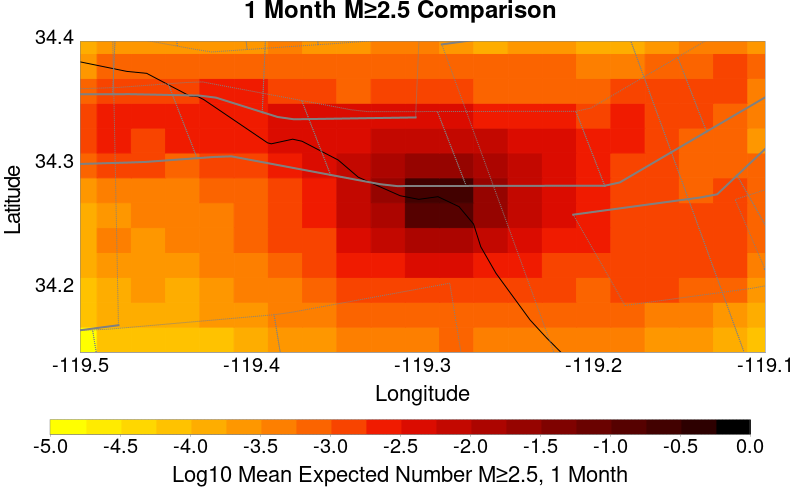 1 Month M≥2.5 Comparison
34.4
34.3
34.2
Latitude
-119.5 -119.4 -119.3 -119.2 -119.1
Longitude
-5.0 -4.5 -4.0 -3.5 -3.0 -2.5 -2.0 -1.5 -1.0 -0.5 0.0
Log10 Mean Expected Number M≥2.5, 1 Month